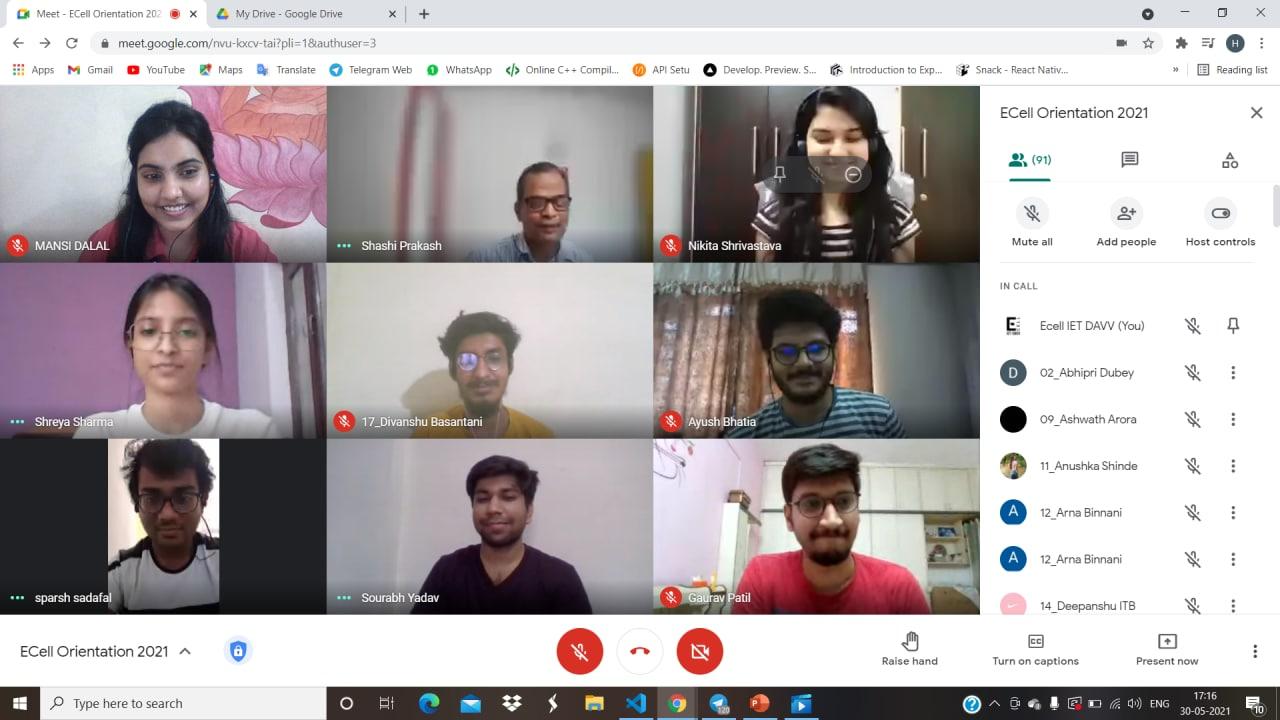 Meet - ECell Orientation 202
My Drive - Google Drive
meet.google.com/nvu-kxcv-tai?pli=1&authuser=3
H
Apps
Gmail
YouTube
Maps
Translate
Telegram Web
WhatsApp
Online C++ Compil...
API Setu
Develop. Preview. S...
Introduction to Exp...
Snack - React Nativ...
»
Reading list
MANSI DALAL
Shashi Prakash
Nikita Shrivastava
Shreya Sharma
17_Divanshu Basantani
Ayush Bhatia
sparsh sadafal
Sourabh Yadav
Gaurav Patil
ECell Orientation 2021
(91)
Mute all
Add people
Host controls
IN CALL
Ecell IET DAVV (You)
D
02_Abhipri Dubey
09_Ashwath Arora
11_Anushka Shinde
A
12_Arna Binnani
A
12_Arna Binnani
14_Deepanshu ITB
ECell Orientation 2021
Raise hand
CC
Turn on captions
Present now
Type here to search
120
ENG
17:16
30-05-2021
10